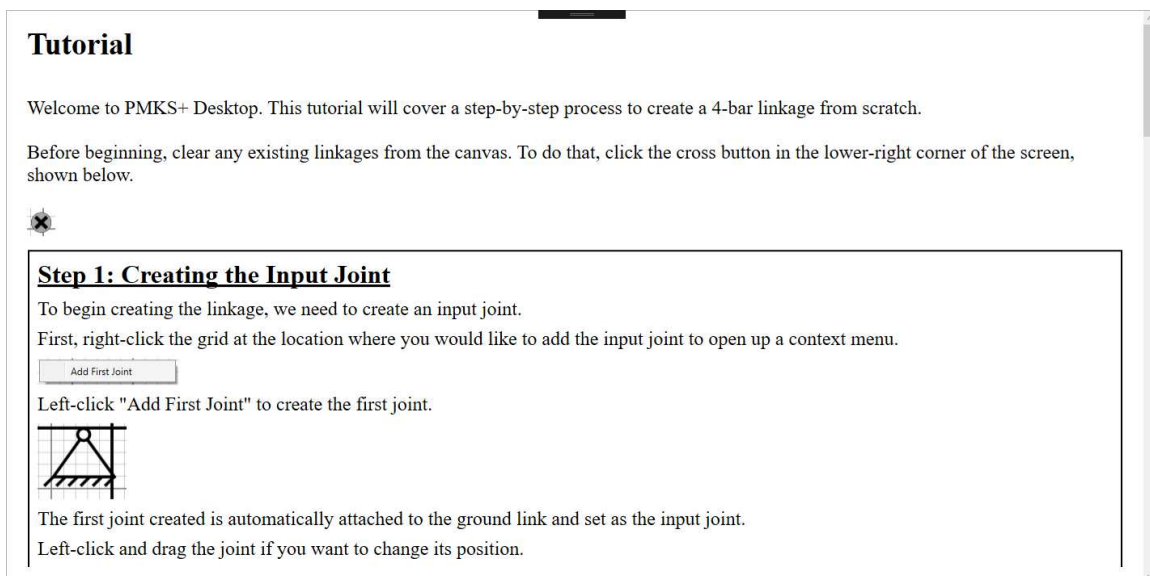 Tutorial
Welcome to PMKS+ Desktop. This tutorial will cover a step-by-step process to create a 4-bar linkage from scratch.
Before beginning, clear any existing linkages from the canvas. To do that, click the cross button in the lower-right corner of the screen,
shown below.
Step 1: Creating the Input Joint
To begin creating the linkage, we need to create an input joint.
First, right-click the grid at the location where you would like to add the input joint to open up a context menu.
Add First Joint
Left-click "Add First Joint" to create the first joint.
The first joint created is automatically attached to the ground link and set as the input joint.
Left-click and drag the joint if you want to change its position.